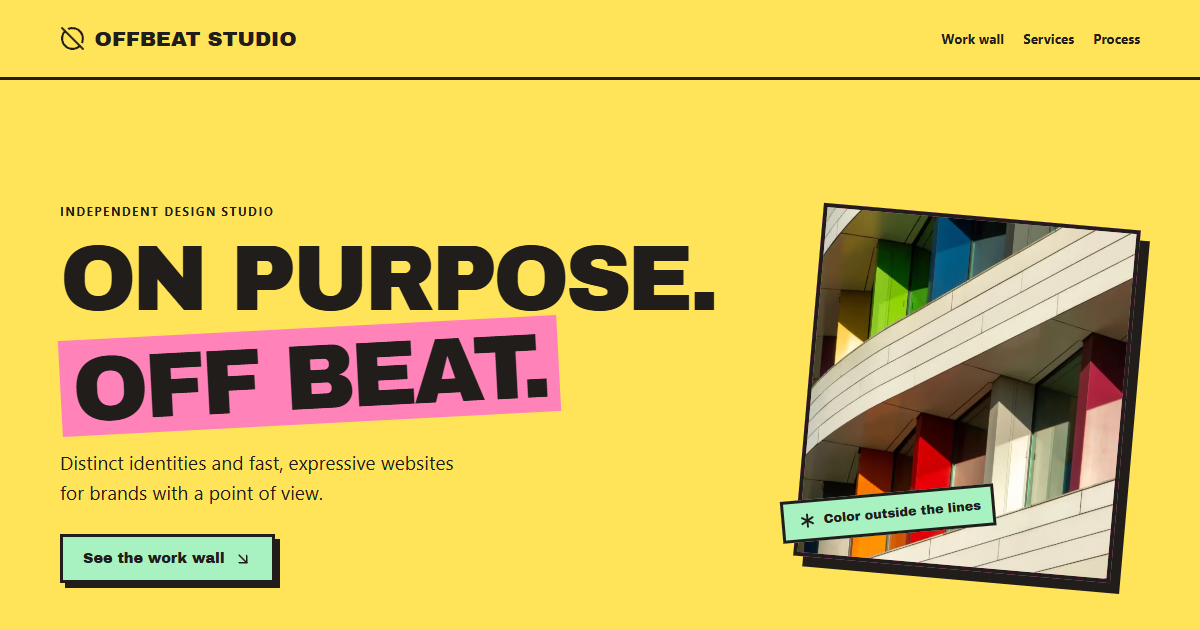 OFFBEAT STUDIO
Work wall Services Process
INDEPENDENT DESIGN STUDIO
ON PURPOSE.
OFF BEAT.
Distinct identities and fast, expressive websites
for brands with a point of view.
See the work wall
Color outside the lines